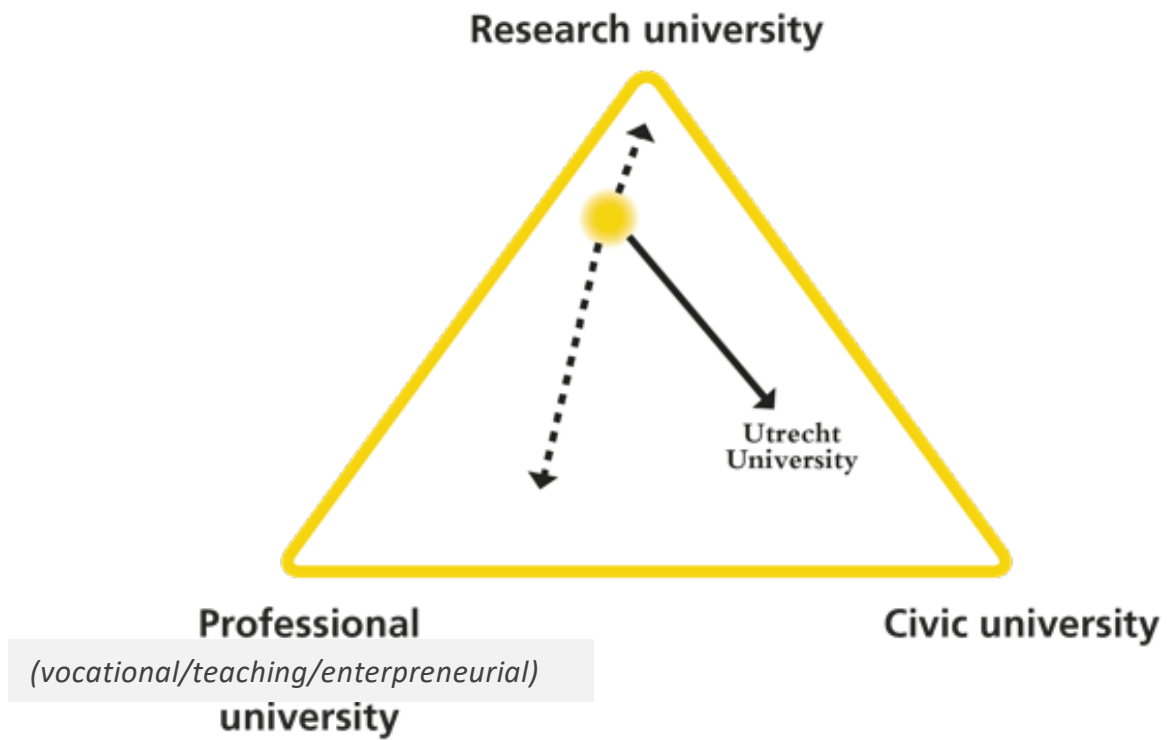 Research university
Utrecht
University
Professional
Civic university
(vocational/teaching/enterpreneurial)
university